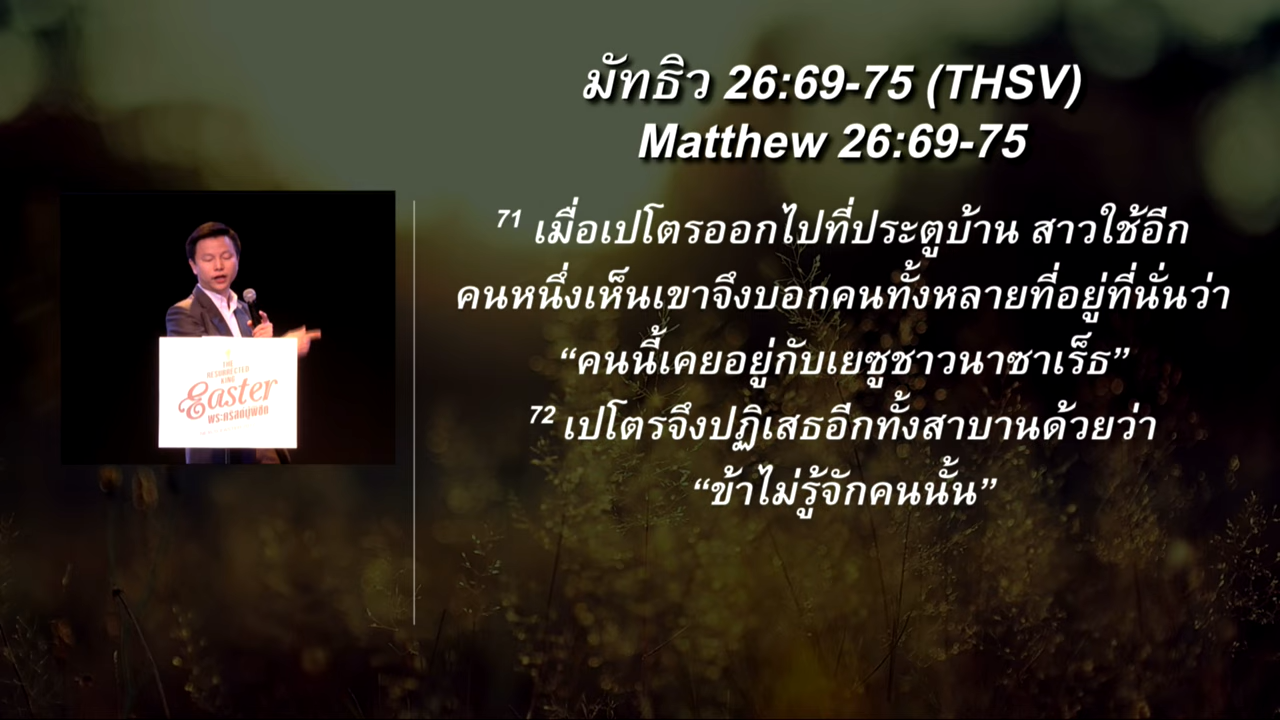 มัทธิว 26:69-75 (THSV)
Matthew 26:69-75
71 เมื่อเปโตรออกไปที่ประตูบ้าน สาวใช้อีก
คนหนึ่งเห็นเขาจึงบอกคนทั้งหลายที่อยู่ที่นั่นว่า
“คนนี้เคยอยู่กับเยซูชาวนาซาเร็ธ”
72 เปโตรจึงปฏิเสธอีกทั้งสาบานด้วยว่า
“ข้าไม่รู้จักคนนั้น”
THE
RESURRECTED
KING
Easter